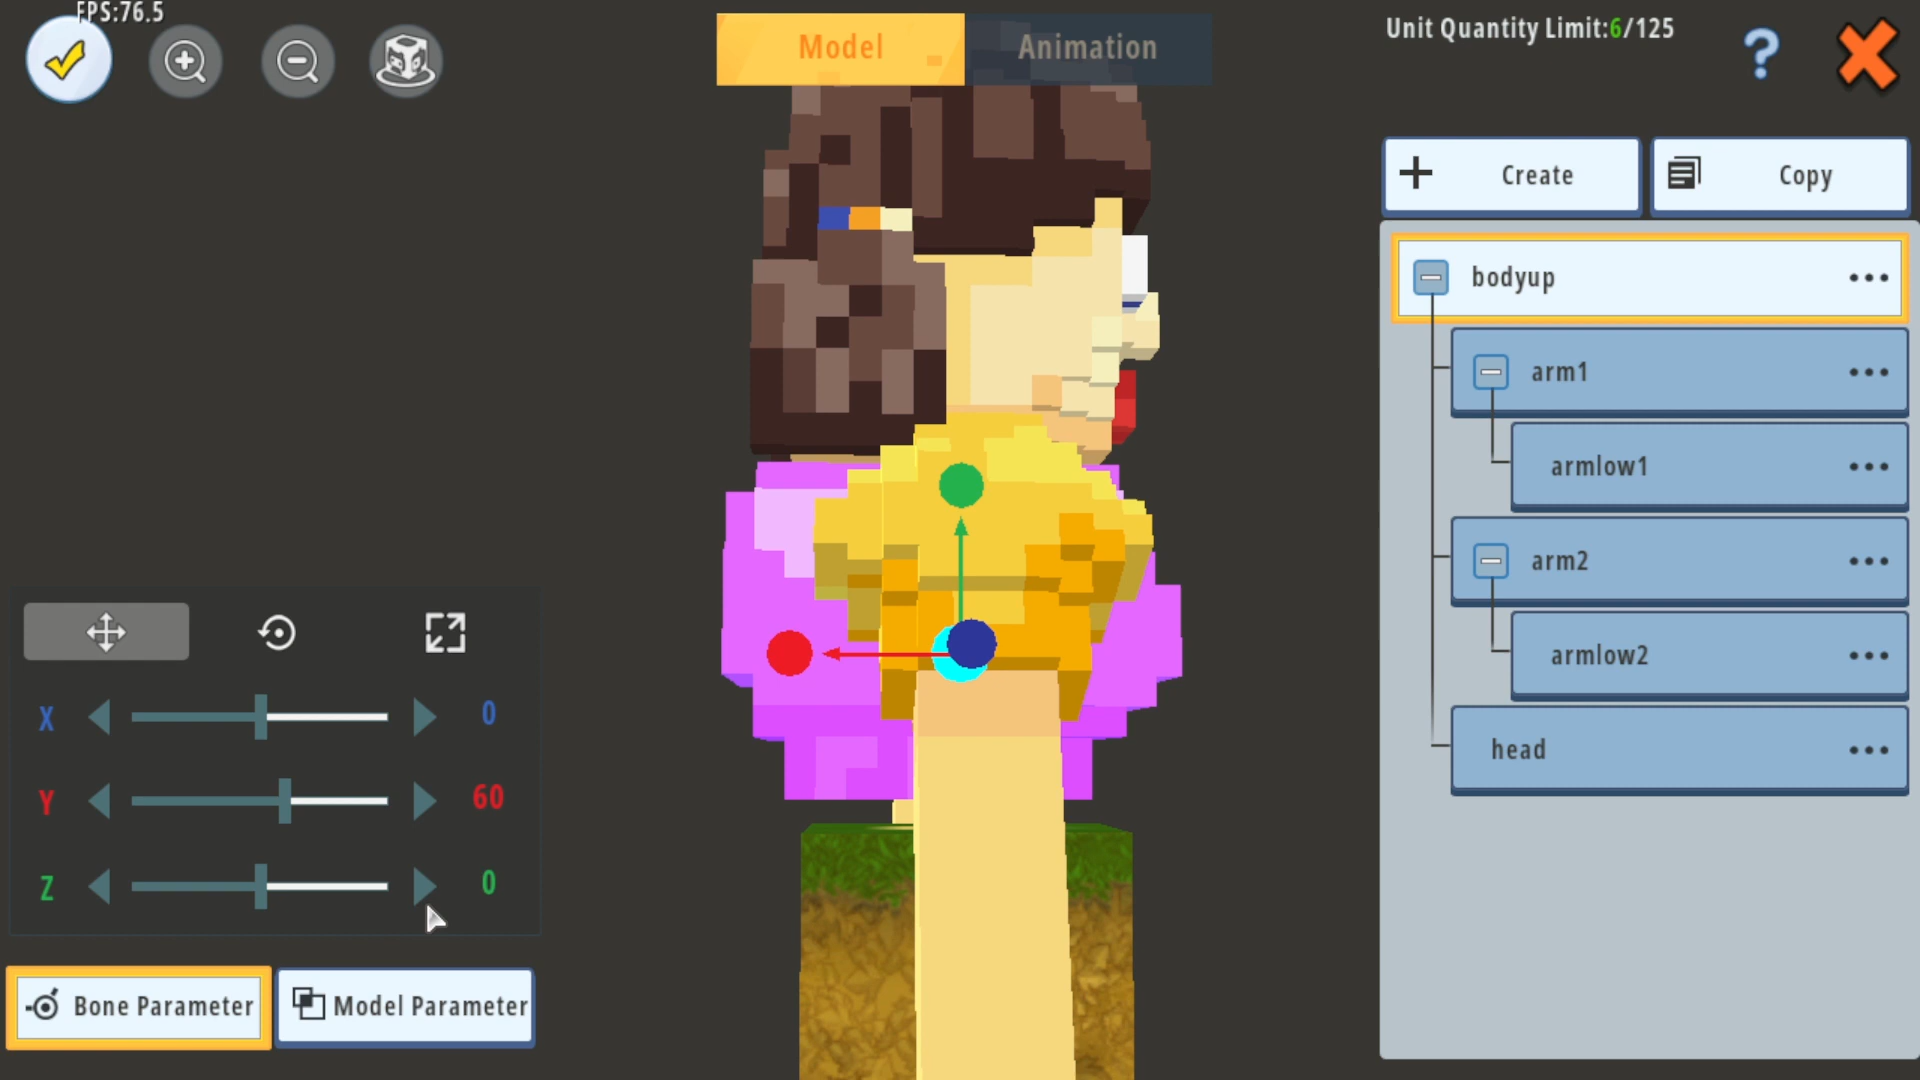 FPS:76.5
Model
Animation
Unit Quantity Limit:6/125
?
Create
Copy
bodyup
arm1
armlow1
arm2
armlow2
head
X 0
Y 60
Z 0
Bone Parameter
Model Parameter